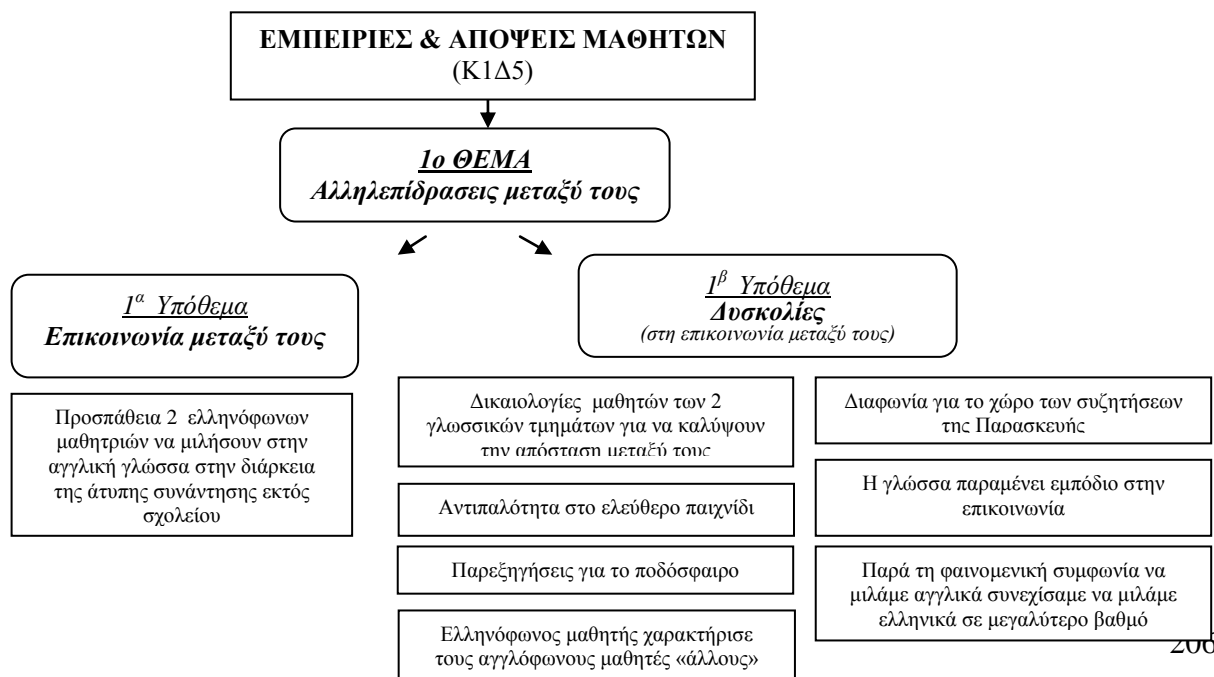 ΕΜΠΕΙΡΙΕΣ & ΑΠΟΨΕΙΣ ΜΑΘΗΤΩΝ
(Κ1Δ5)
1ο ΘΕΜΑ
Αλληλεπίδρασεις μεταξύ τους
1α Υπόθεμα
Επικοινωνία μεταξύ τους
Προσπάθεια 2 ελληνόφωνων
μαθητριών να μιλήσουν στην
αγγλική γλώσσα στην διάρκεια
της άτυπης συνάντησης εκτός
σχολείου
1β Υπόθεμα
Δυσκολίες
(στη επικοινωνία μεταξύ τους)
Δικαιολογίες μαθητών των 2
γλωσσικών τμημάτων για να καλύψουν
την απόσταση μεταξύ τους
Αντιπαλότητα στο ελεύθερο παιχνίδι
Παρεξηγήσεις για το ποδόσφαιρο
Ελληνόφωνος μαθητής χαρακτήρισε
τους αγγλόφωνους μαθητές «άλλους»
Διαφωνία για το χώρο των συζητήσεων
της Παρασκευής
Η γλώσσα παραμένει εμπόδιο στην
επικοινωνία
Παρά τη φαινομενική συμφωνία να
μιλάμε αγγλικά συνεχίσαμε να μιλάμε
ελληνικά σε μεγαλύτερο βαθμό
206